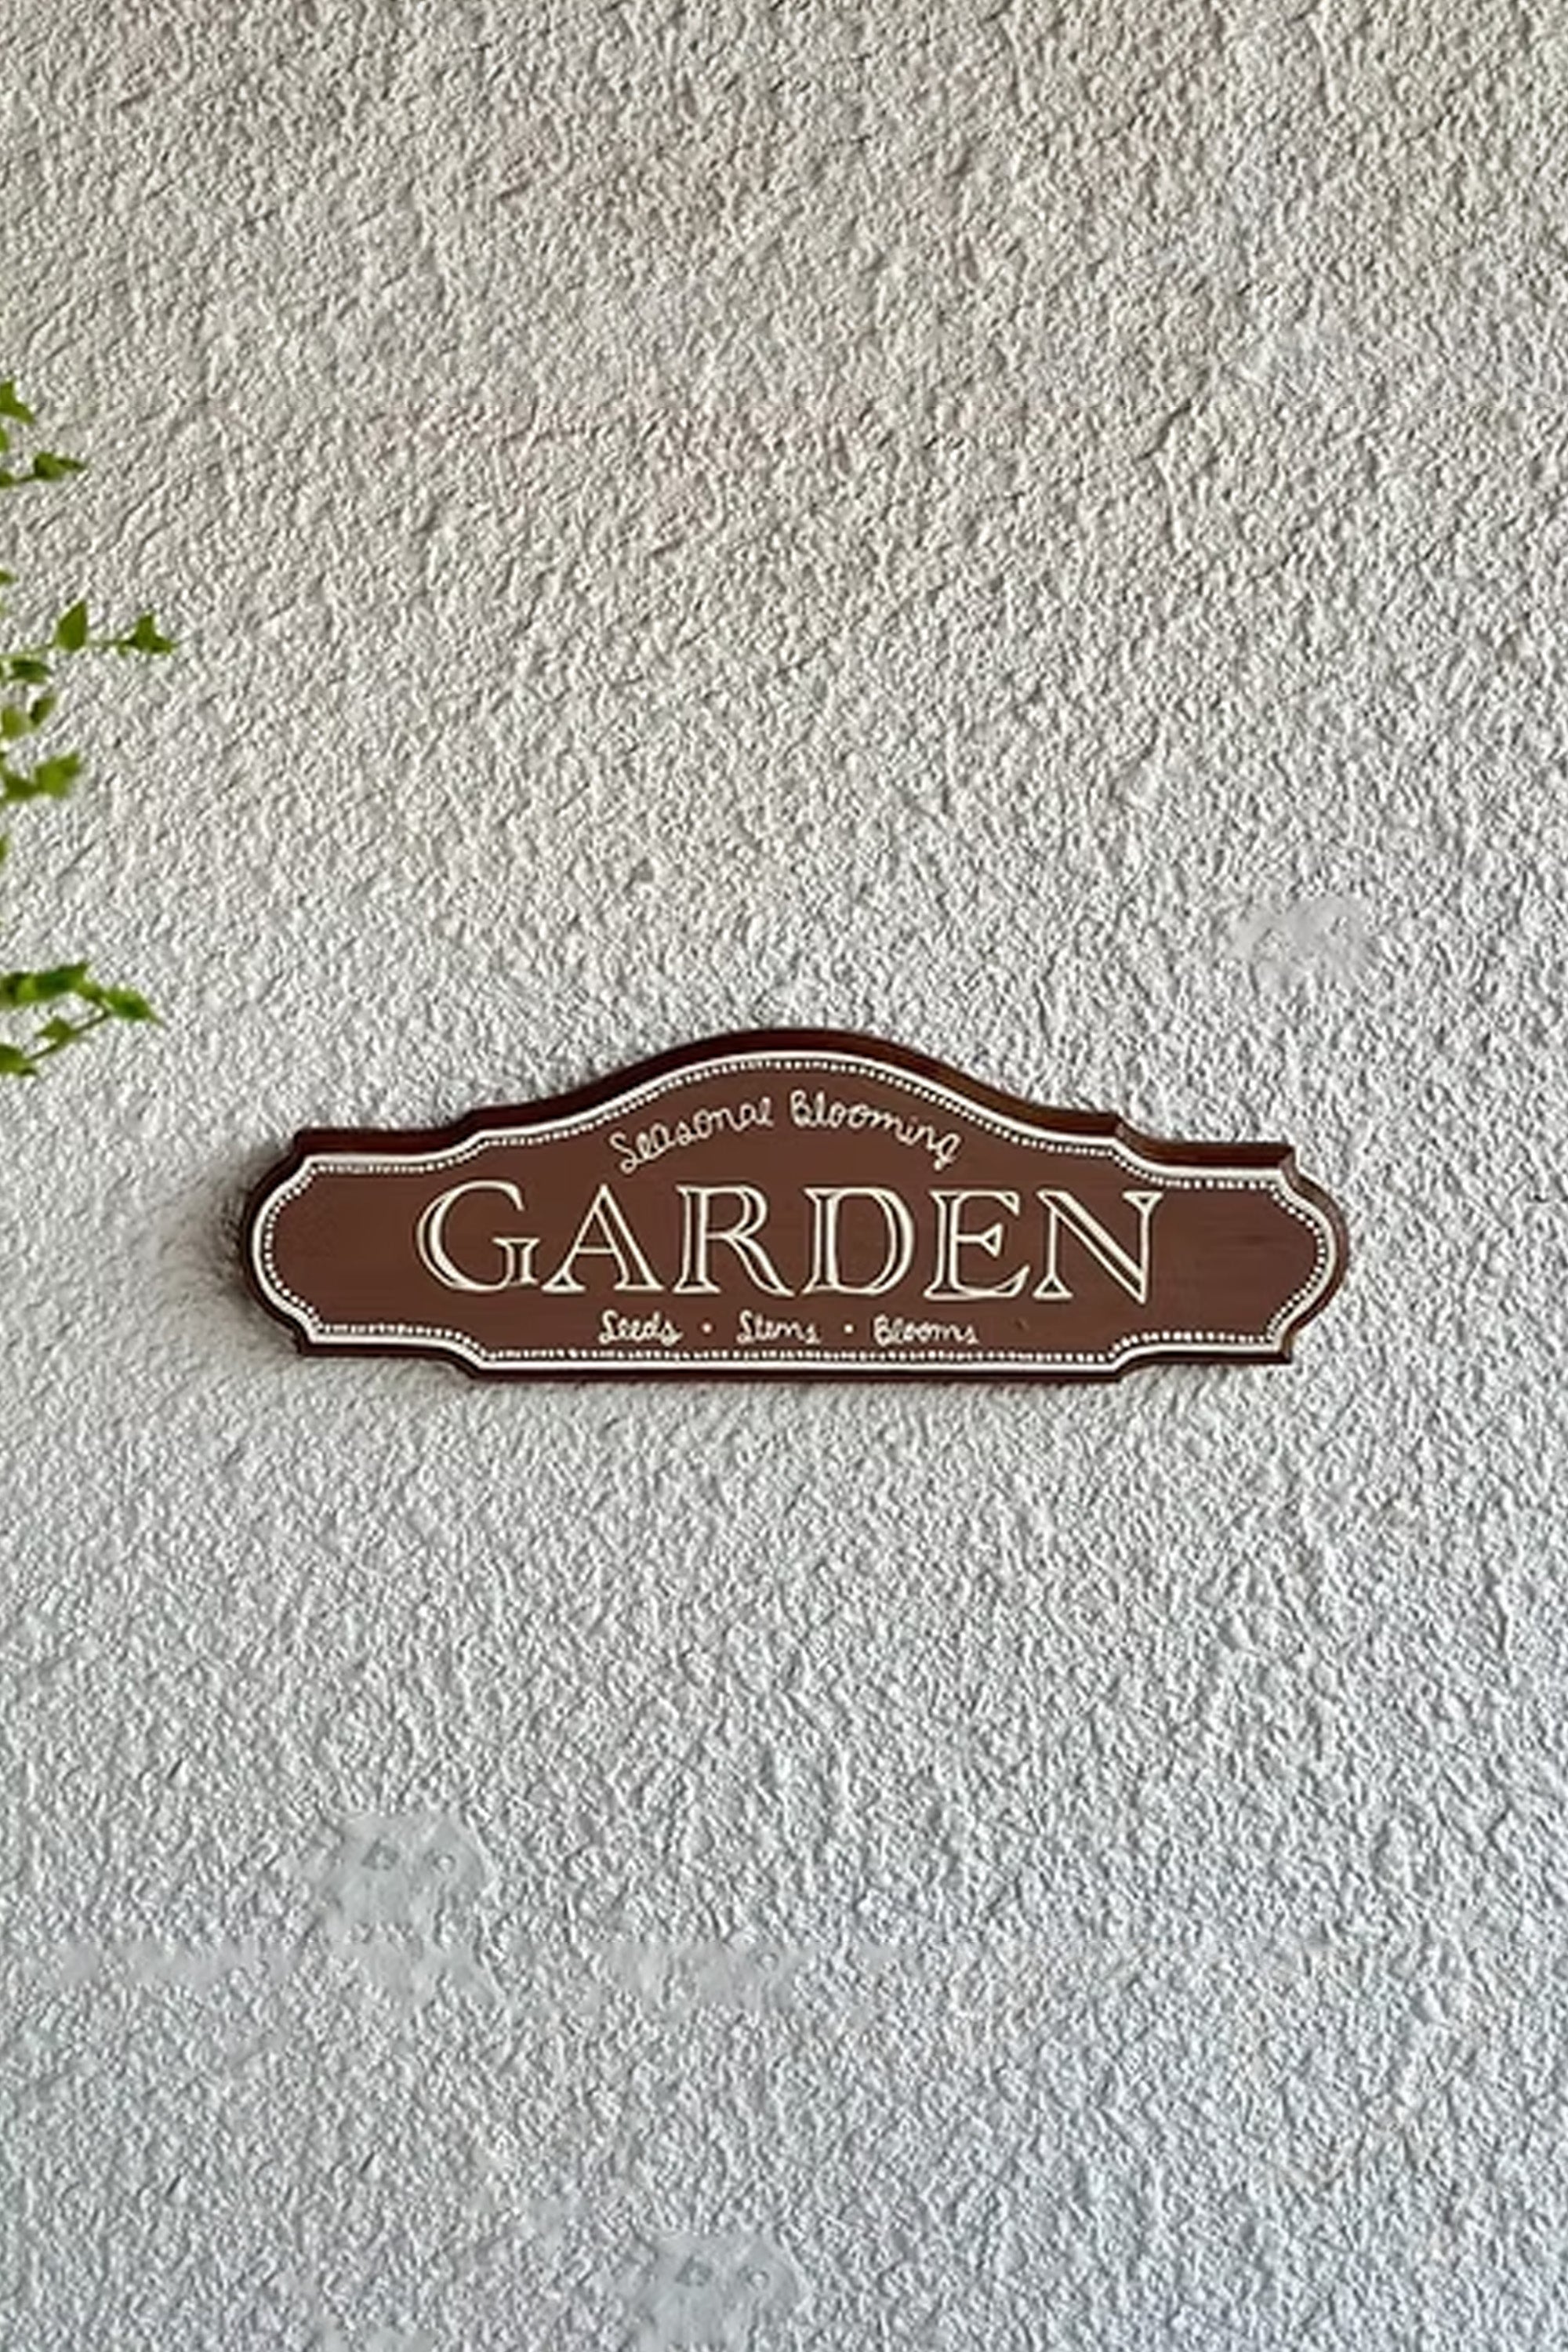 Seasonal Blooming
GARDEN
Seeds • Stems • Blooms